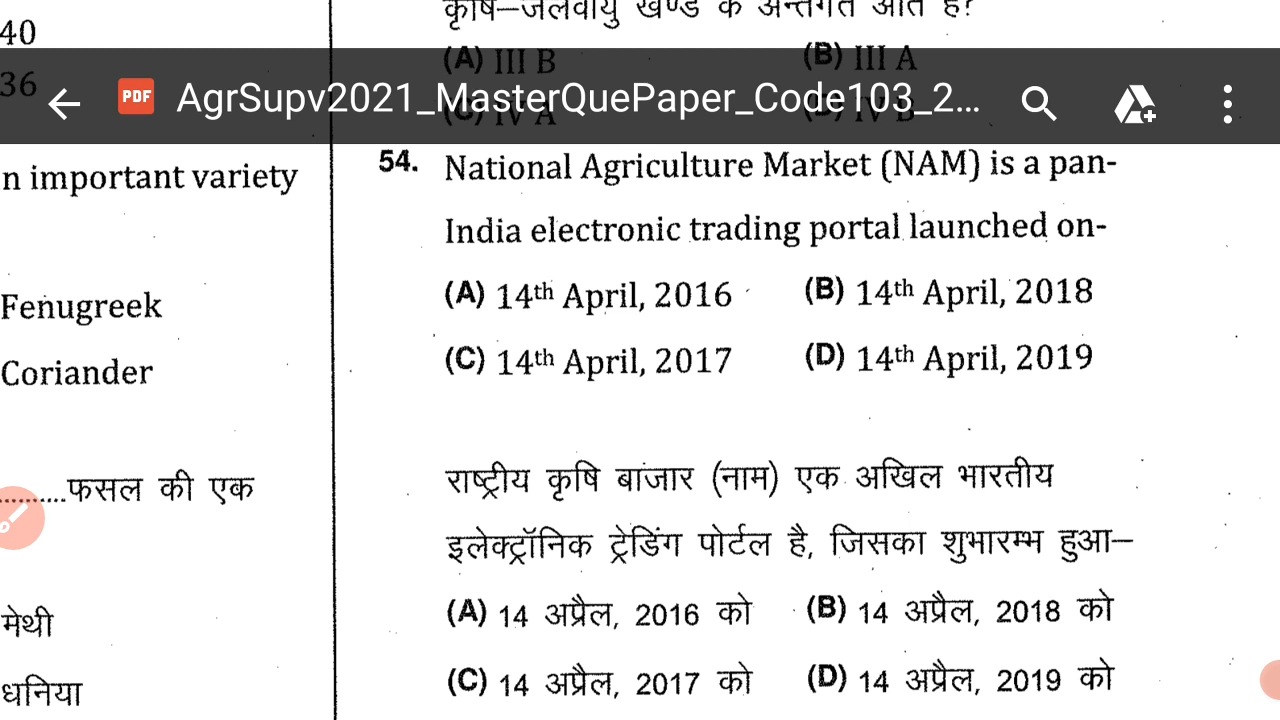 40
36
n important variety
Fenugreek
Coriander
..........फसल की एक
मेथी
धनिया
कृषि–जलवायु खण्ड के अन्तर्गत आते हैं?
(A) III B (B) III A
(C) IV A (D) IV B
PDF AgrSupv2021_MasterQuePaper_Code103_2...
54. National Agriculture Market (NAM) is a pan-
India electronic trading portal launched on-
(A) 14th April, 2016 (B) 14th April, 2018
(C) 14th April, 2017 (D) 14th April, 2019
राष्ट्रीय कृषि बाजार (नाम) एक अखिल भारतीय
इलेक्ट्रॉनिक ट्रेडिंग पोर्टल है, जिसका शुभारम्भ हुआ–
(A) 14 अप्रैल, 2016 को (B) 14 अप्रैल, 2018 को
(C) 14 अप्रैल, 2017 को (D) 14 अप्रैल, 2019 को